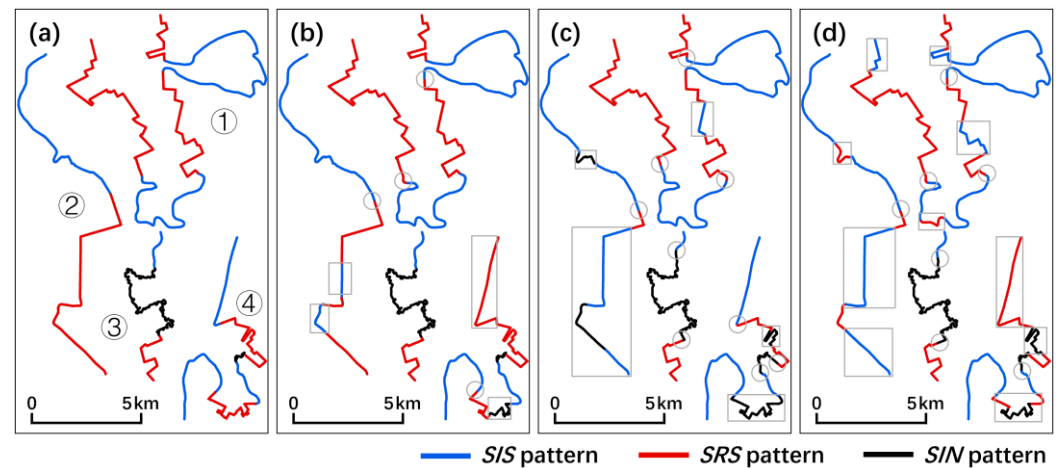 (a) (b) (c) (d)
①
②
③
④
0 5km 0 5km 0 5km 0 5km
SIS pattern SRS pattern SIN pattern